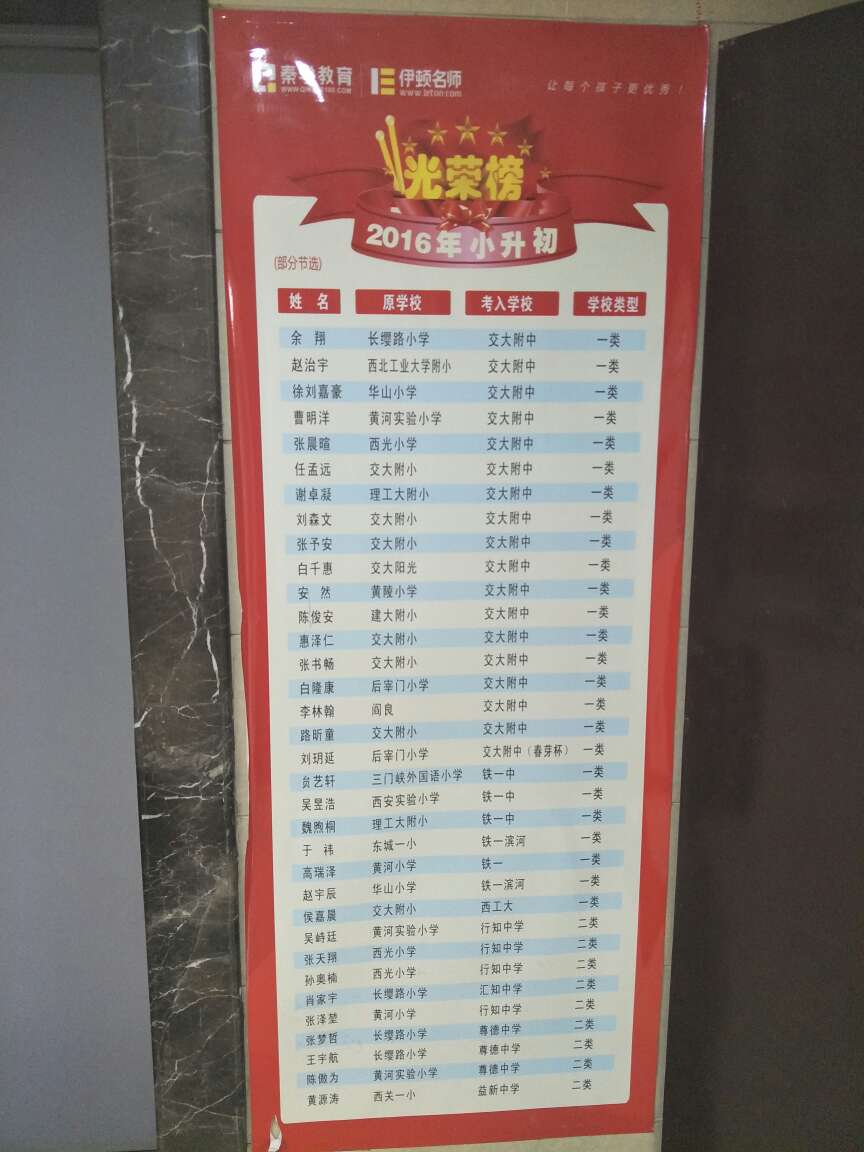 秦学教育 伊顿名师 让每个孩子更优秀！
www.ieton.com
光荣榜
2016年小升初
(部分节选)
姓 名 原学校 考入学校 学校类型
余 翔 长缨路小学 交大附中 一类
赵治宇 西北工业大学附小 交大附中 一类
徐刘嘉豪 华山小学 交大附中 一类
曹明洋 黄河实验小学 交大附中 一类
张晨暄 西光小学 交大附中 一类
任孟远 交大附小 交大附中 一类
谢卓凝 理工大附小 交大附中 一类
刘森文 交大附小 交大附中 一类
张予安 交大附小 交大附中 一类
白千惠 交大阳光 交大附中 一类
安 然 黄陵小学 交大附中 一类
陈俊安 建大附小 交大附中 一类
惠泽仁 交大附小 交大附中 一类
张书畅 交大附小 交大附中 一类
白隆康 后宰门小学 交大附中 一类
李林翰 阎良 交大附中 一类
路昕童 交大附小 交大附中 一类
刘玥延 后宰门小学 交大附中（春芽杯） 一类
贠艺轩 三门峡外国语小学 铁一中 一类
吴昱浩 西安实验小学 铁一中 一类
魏煦桐 理工大附小 铁一中 一类
于 祎 东城一小 铁一滨河 一类
高瑞泽 黄河小学 铁一 一类
赵宇辰 华山小学 铁一滨河 一类
侯嘉晨 交大附小 西工大 一类
吴峙廷 黄河实验小学 行知中学 二类
张天翔 西光小学 行知中学 二类
孙奥楠 西光小学 行知中学 二类
肖家宇 长缨路小学 汇知中学 二类
张泽堃 黄河小学 行知中学 二类
张梦哲 长缨路小学 尊德中学 二类
王宇航 长缨路小学 尊德中学 二类
陈傲为 黄河实验小学 尊德中学 二类
黄源涛 西关一小 益新中学 二类